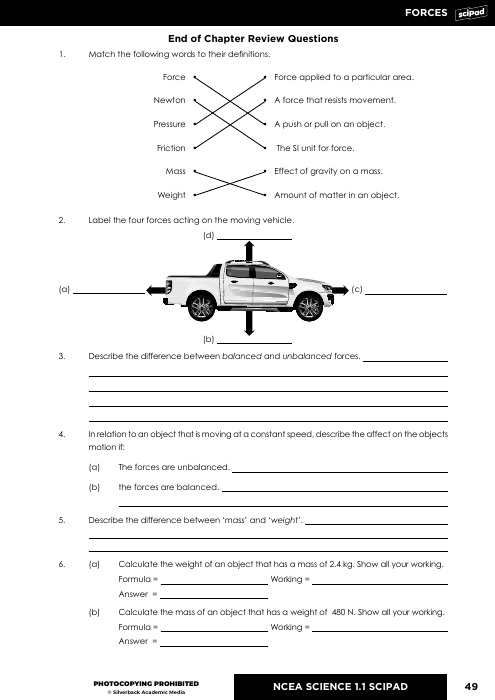 FORCES scipad
End of Chapter Review Questions
1. Match the following words to their definitions.
Force Force applied to a particular area.
Newton A force that resists movement.
Pressure A push or pull on an object.
Friction The SI unit for force.
Mass Effect of gravity on a mass.
Weight Amount of matter in an object.
2. Label the four forces acting on the moving vehicle.
(d)
(a) (c)
(b)
3. Describe the difference between balanced and unbalanced forces.
4. In relation to an object that is moving at a constant speed, describe the affect on the objects
motion if:
(a) The forces are unbalanced.
(b) the forces are balanced.
5. Describe the difference between ‘mass’ and ‘weight’.
6. (a) Calculate the weight of an object that has a mass of 2.4 kg. Show all your working.
Formula = Working =
Answer =
(b) Calculate the mass of an object that has a weight of 480 N. Show all your working.
Formula = Working =
Answer =
PHOTOCOPYING PROHIBITED
© Silverback Academic Media
NCEA SCIENCE 1.1 SCIPAD
49